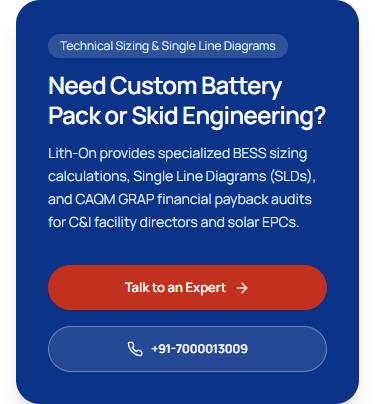 Technical Sizing & Single Line Diagrams
Need Custom Battery
Pack or Skid Engineering?
Lith-On provides specialized BESS sizing
calculations, Single Line Diagrams (SLDs),
and CAQM GRAP financial payback audits
for C&I facility directors and solar EPCs.
Talk to an Expert →
+91-7000013009